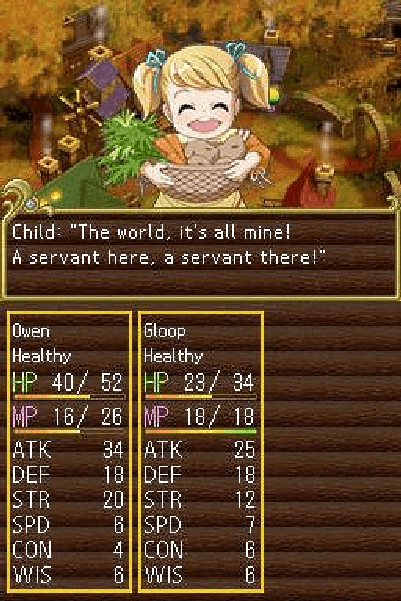 Child: "The world, it's all mine!
A servant here, a servant there!"
Owen
Healthy
HP 40/ 52
MP 16/ 26
ATK 34
DEF 18
STR 20
SPD 6
CON 4
WIS 6
Gloop
Healthy
HP 23/ 34
MP 18/ 18
ATK 25
DEF 18
STR 12
SPD 7
CON 6
WIS 6